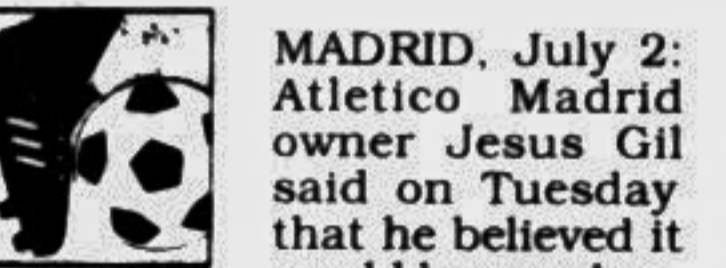 MADRID, July 2:
Atletico Madrid
owner Jesus Gil
said on Tuesday
that he believed it